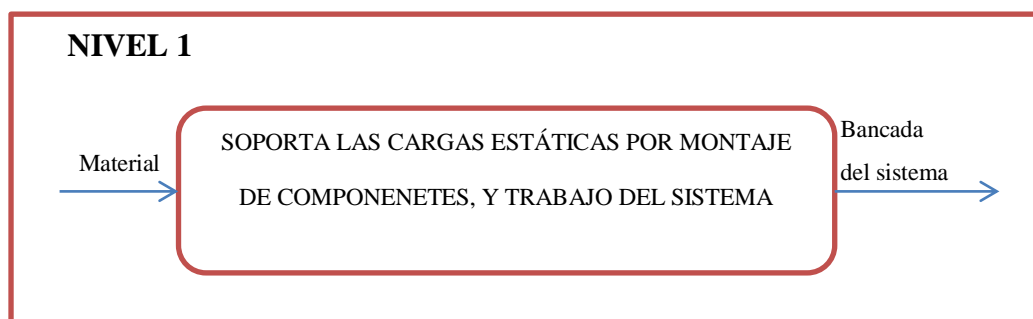 NIVEL 1
Material
SOPORTA LAS CARGAS ESTÁTICAS POR MONTAJE
DE COMPONENETES, Y TRABAJO DEL SISTEMA
Bancada
del sistema